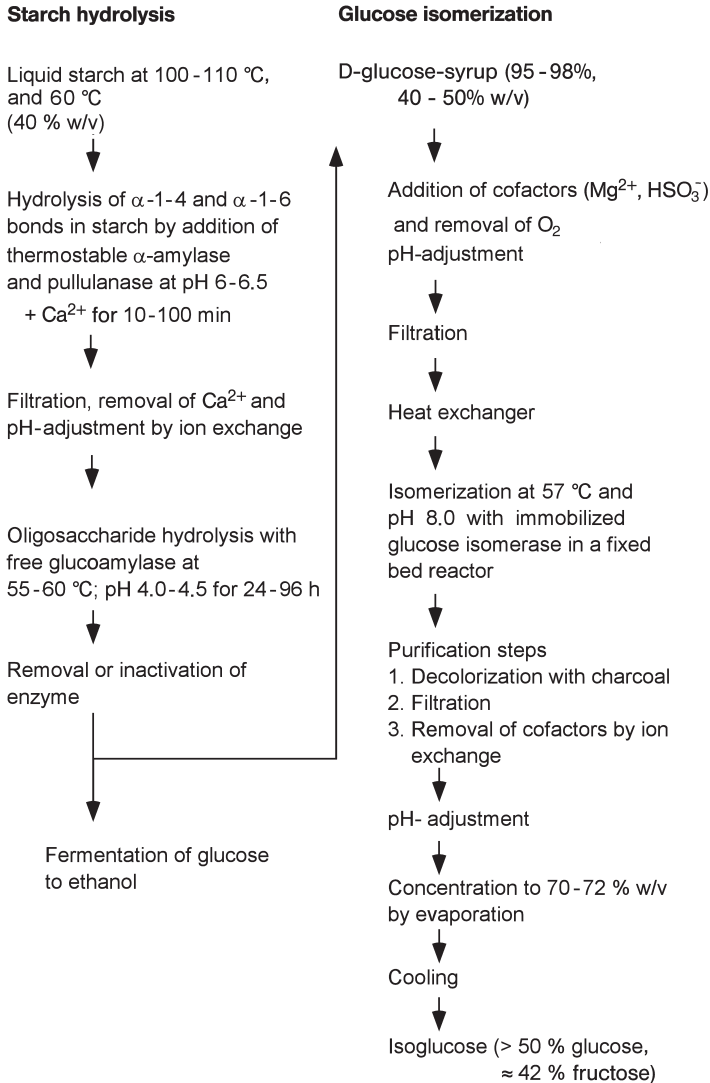 Starch hydrolysis
Liquid starch at 100-110 °C,
and 60 °C
(40 % w/v)
Hydrolysis of α-1-4 and α-1-6
bonds in starch by addition of
thermostable α-amylase
and pullulanase at pH 6-6.5
+ Ca²⁺ for 10-100 min
Filtration, removal of Ca²⁺ and
pH-adjustment by ion exchange
Oligosaccharide hydrolysis with
free glucoamylase at
55-60 °C; pH 4.0-4.5 for 24-96 h
Removal or inactivation of
enzyme
Fermentation of glucose
to ethanol
Glucose isomerization
D-glucose-syrup (95-98%,
40 - 50% w/v)
Addition of cofactors (Mg²⁺, HSO₃⁻)
and removal of O₂
pH-adjustment
Filtration
Heat exchanger
Isomerization at 57 °C and
pH 8.0 with immobilized
glucose isomerase in a fixed
bed reactor
Purification steps
1. Decolorization with charcoal
2. Filtration
3. Removal of cofactors by ion
exchange
pH- adjustment
Concentration to 70-72 % w/v
by evaporation
Cooling
Isoglucose (> 50 % glucose,
≈ 42 % fructose)